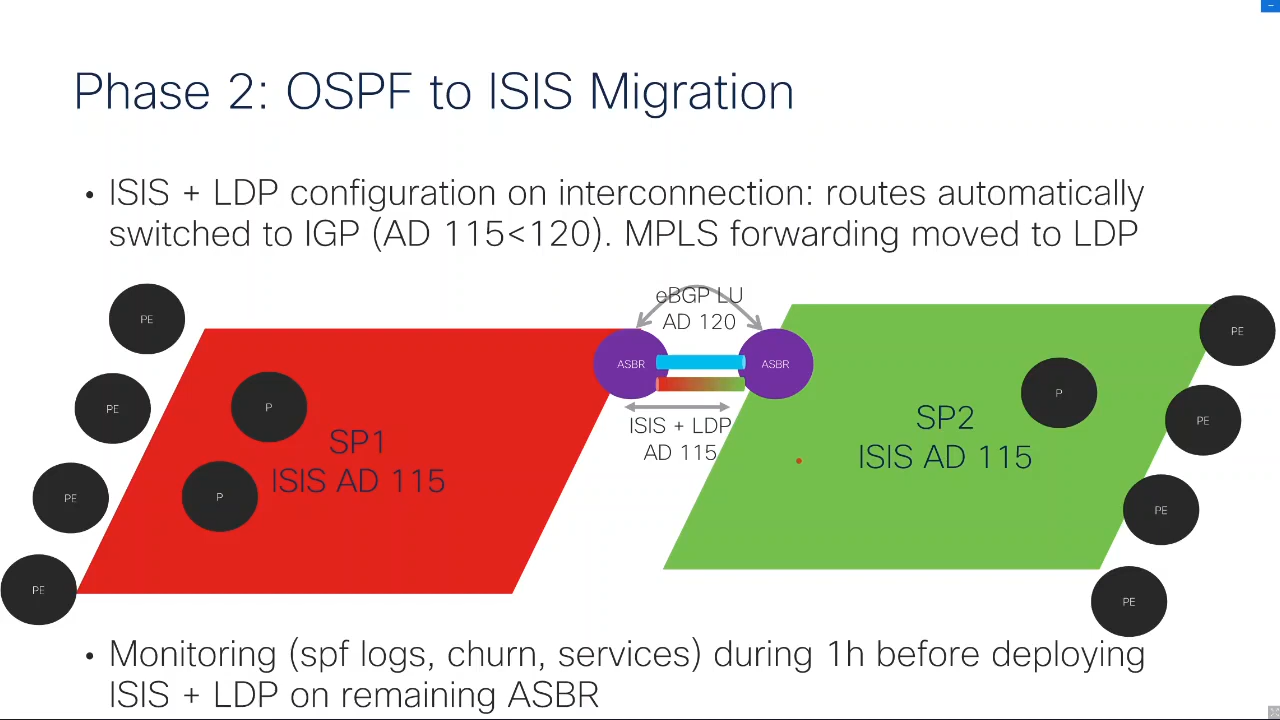 Phase 2: OSPF to ISIS Migration
• ISIS + LDP configuration on interconnection: routes automatically
switched to IGP (AD 115<120). MPLS forwarding moved to LDP
eBGP LU
AD 120
PE
PE
PE
PE
P
P
SP1
ISIS AD 115
ASBR
ASBR
ISIS + LDP
AD 115
SP2
ISIS AD 115
P
PE
PE
PE
PE
• Monitoring (spf logs, churn, services) during 1h before deploying
ISIS + LDP on remaining ASBR